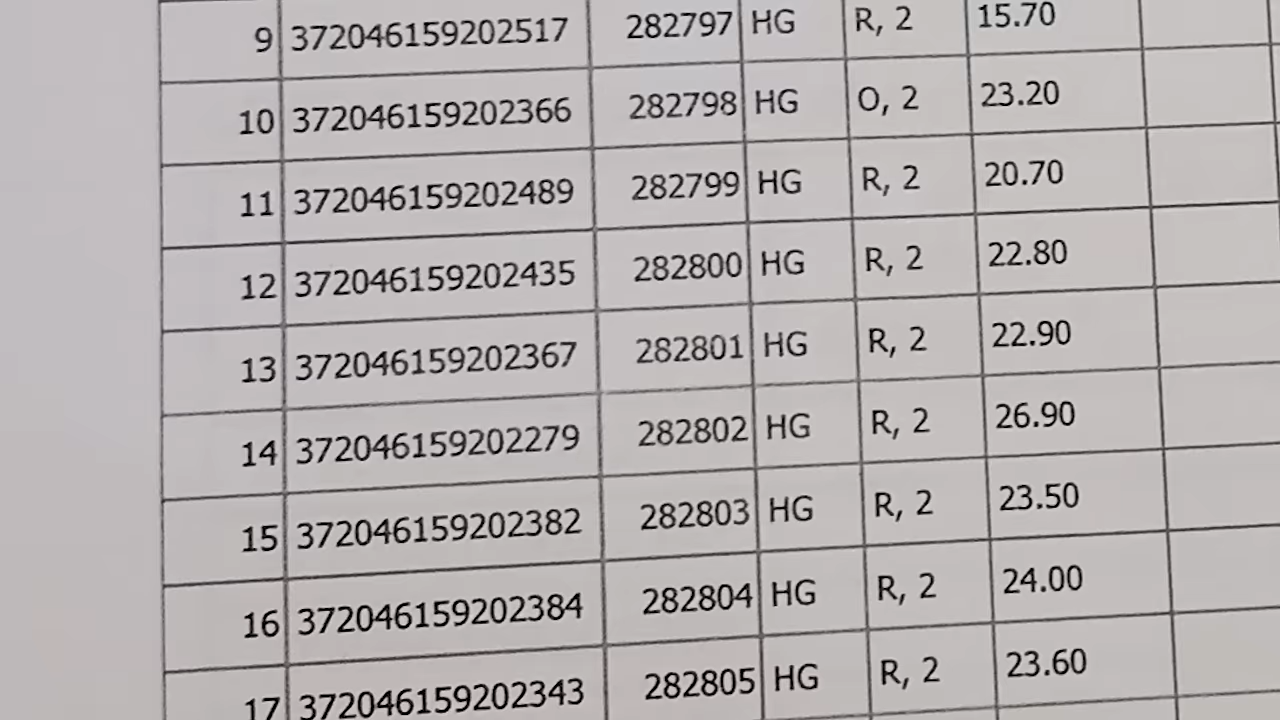 9 372046159202517 282797 HG R, 2 15.70
10 372046159202366 282798 HG O, 2 23.20
11 372046159202489 282799 HG R, 2 20.70
12 372046159202435 282800 HG R, 2 22.80
13 372046159202367 282801 HG R, 2 22.90
14 372046159202279 282802 HG R, 2 26.90
15 372046159202382 282803 HG R, 2 23.50
16 372046159202384 282804 HG R, 2 24.00
17 372046159202343 282805 HG R, 2 23.60